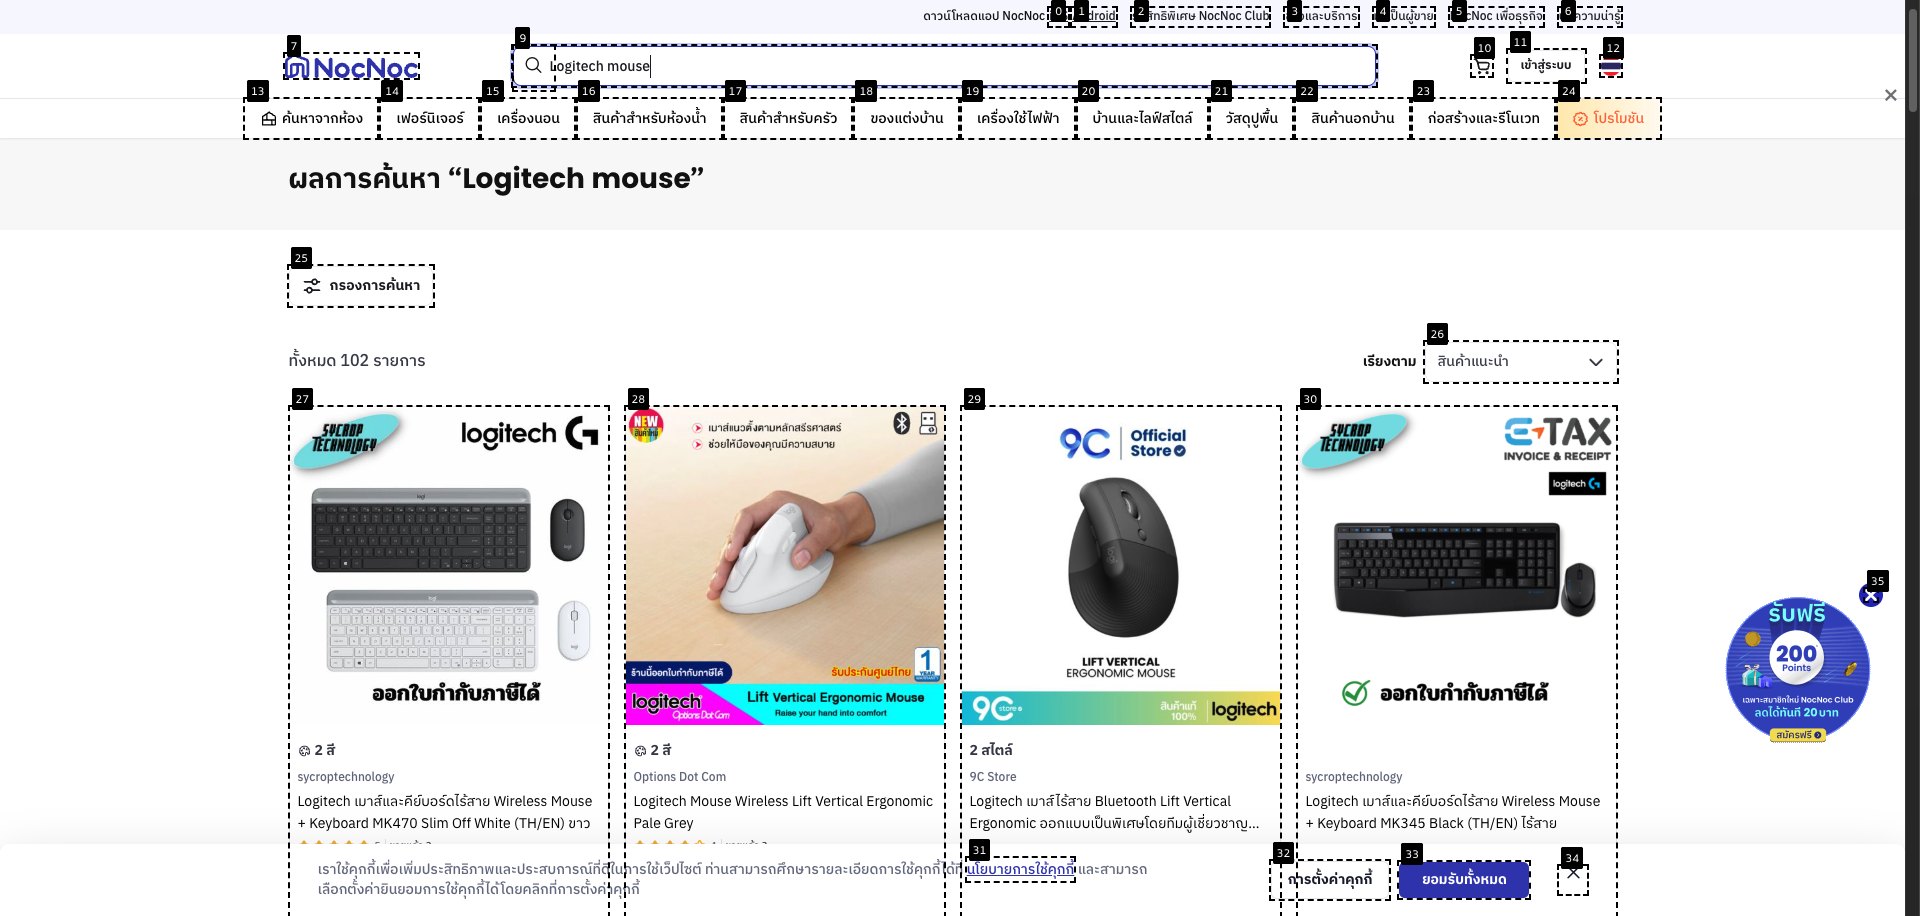 ดาวน์โหลดแอป NocNoc
NocNoc Club
และบริการ
เป็นผู้ขาย
NocNoc เพื่อธุรกิจ
ความน่ารู้
0
1
2
3
4
5
6
7
NocNoc
9
Logitech mouse
10
11
เข้าสู่ระบบ
12
13
ค้นหาจากห้อง
14
เฟอร์นิเจอร์
15
เครื่องนอน
16
สินค้าสำหรับห้องน้ำ
17
สินค้าสำหรับครัว
18
ของแต่งบ้าน
19
เครื่องใช้ไฟฟ้า
20
บ้านและไลฟ์สไตล์
21
วัสดุปูพื้น
22
สินค้านอกบ้าน
23
ก่อสร้างและรีโนเวท
24
โปรโมชัน
ผลการค้นหา “Logitech mouse”
25
กรองการค้นหา
ทั้งหมด 102 รายการ
เรียงตาม
26
สินค้าแนะนำ
27
SYCROP
TECHNOLOGY
logitech G
ออกใบกำกับภาษีได้
2 สี
sycroptechnology
Logitech เมาส์และคีย์บอร์ดไร้สาย Wireless Mouse
+ Keyboard MK470 Slim Off White (TH/EN) ขาว
28
NEW
สินค้าใหม่
เมาส์แนวตั้งตามหลักสรีรศาสตร์
ช่วยให้มือของคุณมีความสบาย
ร้านนี้ออกใบกำกับภาษีได้
รับประกันศูนย์ไทย
1
YEAR
logitech
Options Dot Com
Lift Vertical Ergonomic Mouse
Raise your hand into comfort
2 สี
Options Dot Com
Logitech Mouse Wireless Lift Vertical Ergonomic
Pale Grey
29
9C Official
Store
LIFT VERTICAL
ERGONOMIC MOUSE
9C store
สินค้าแท้
100%
logitech
2 สไตล์
9C Store
Logitech เมาส์ไร้สาย Bluetooth Lift Vertical
Ergonomic ออกแบบเป็นพิเศษโดยทีมผู้เชี่ยวชาญ...
30
SYCROP
TECHNOLOGY
E-TAX
INVOICE & RECEIPT
logitech G
ออกใบกำกับภาษีได้
sycroptechnology
Logitech เมาส์และคีย์บอร์ดไร้สาย Wireless Mouse
+ Keyboard MK345 Black (TH/EN) ไร้สาย
35
รับฟรี
200
Points
เฉพาะสมาชิกใหม่ NocNoc Club
ลดได้ทันที 20 บาท
สมัครฟรี
31
เราใช้คุกกี้เพื่อเพิ่มประสิทธิภาพและประสบการณ์ที่ดีในการใช้เว็ปไซต์ ท่านสามารถศึกษารายละเอียดการใช้คุกกี้ได้ที่ นโยบายการใช้คุกกี้ และสามารถ
เลือกตั้งค่ายินยอมการใช้คุกกี้ได้โดยคลิกที่การตั้งค่าคุกกี้
32
การตั้งค่าคุกกี้
33
ยอมรับทั้งหมด
34